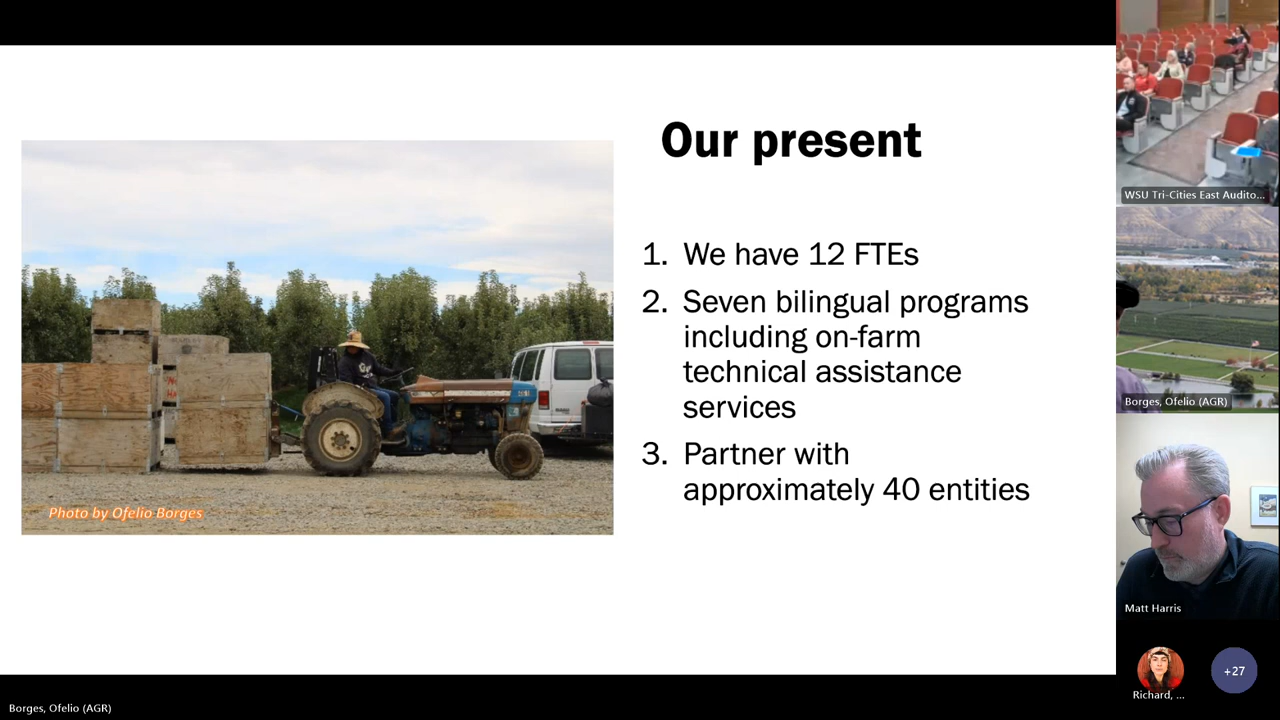 Our present
1. We have 12 FTEs
2. Seven bilingual programs
including on-farm
technical assistance
services
3. Partner with
approximately 40 entities
Photo by Ofelio Borges
WSU Tri-Cities East Audito...
Borges, Ofelio (AGR)
Matt Harris
Richard, ...
+27
Borges, Ofelio (AGR)